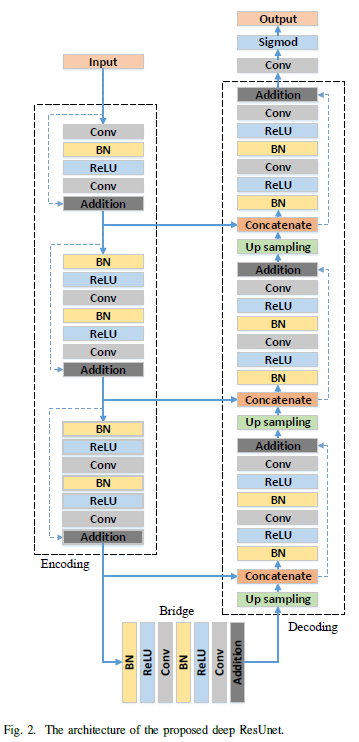 Input
Conv
BN
ReLU
Conv
Addition
BN
ReLU
Conv
BN
ReLU
Conv
Addition
BN
ReLU
Conv
BN
ReLU
Conv
Addition
Encoding
Bridge
BN
ReLU
Conv
BN
ReLU
Conv
Addition
Output
Sigmod
Conv
Addition
Conv
ReLU
BN
Conv
ReLU
BN
Concatenate
Up sampling
Addition
Conv
ReLU
BN
Conv
ReLU
BN
Concatenate
Up sampling
Addition
Conv
ReLU
BN
Conv
ReLU
BN
Concatenate
Up sampling
Decoding
Fig. 2. The architecture of the proposed deep ResUnet.